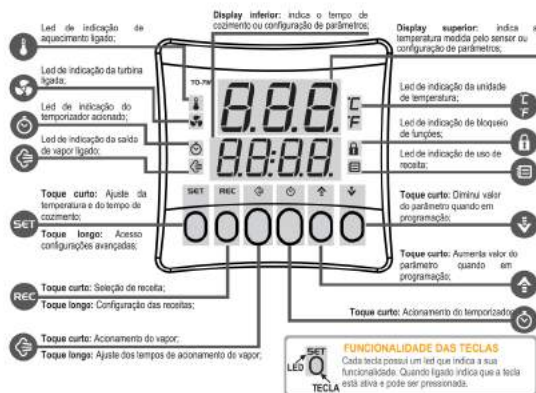 Led de indicação de
aquecimento ligado;
Display inferior: indica o tempo de
cozimento ou configuração de parâmetros;
Display superior: indica a
temperatura medida pelo sensor ou
configuração de parâmetros;
Led de indicação da turbina
ligada;
Led de indicação do
temporizador acionado;
Led de indicação da saída
de vapor ligado;
8.8.8.
°C
°F
88:88
Led de indicação da unidade
de temperatura;
°C
°F
Led de indicação de bloqueio
de funções;
Led de indicação de uso de
receita;
SET
REC
SET
Toque curto: Ajuste da
temperatura e do tempo de
cozimento;
Toque longo: Acesso
configurações avançadas;
Toque curto: Diminui valor
do parâmetro quando em
programação;
Toque curto: Aumenta valor do
parâmetro quando em
programação;
REC
Toque curto: Seleção de receita;
Toque longo: Configuração das receitas;
Toque curto: Acionamento do temporizador;
Toque curto: Acionamento do vapor;
Toque longo: Ajuste dos tempos de acionamento do vapor;
FUNCIONALIDADE DAS TECLAS
SET
LED
TECLA
Cada tecla possui um led que indica a sua
funcionalidade. Quando ligado indica que a tecla
está ativa e pode ser pressionada.